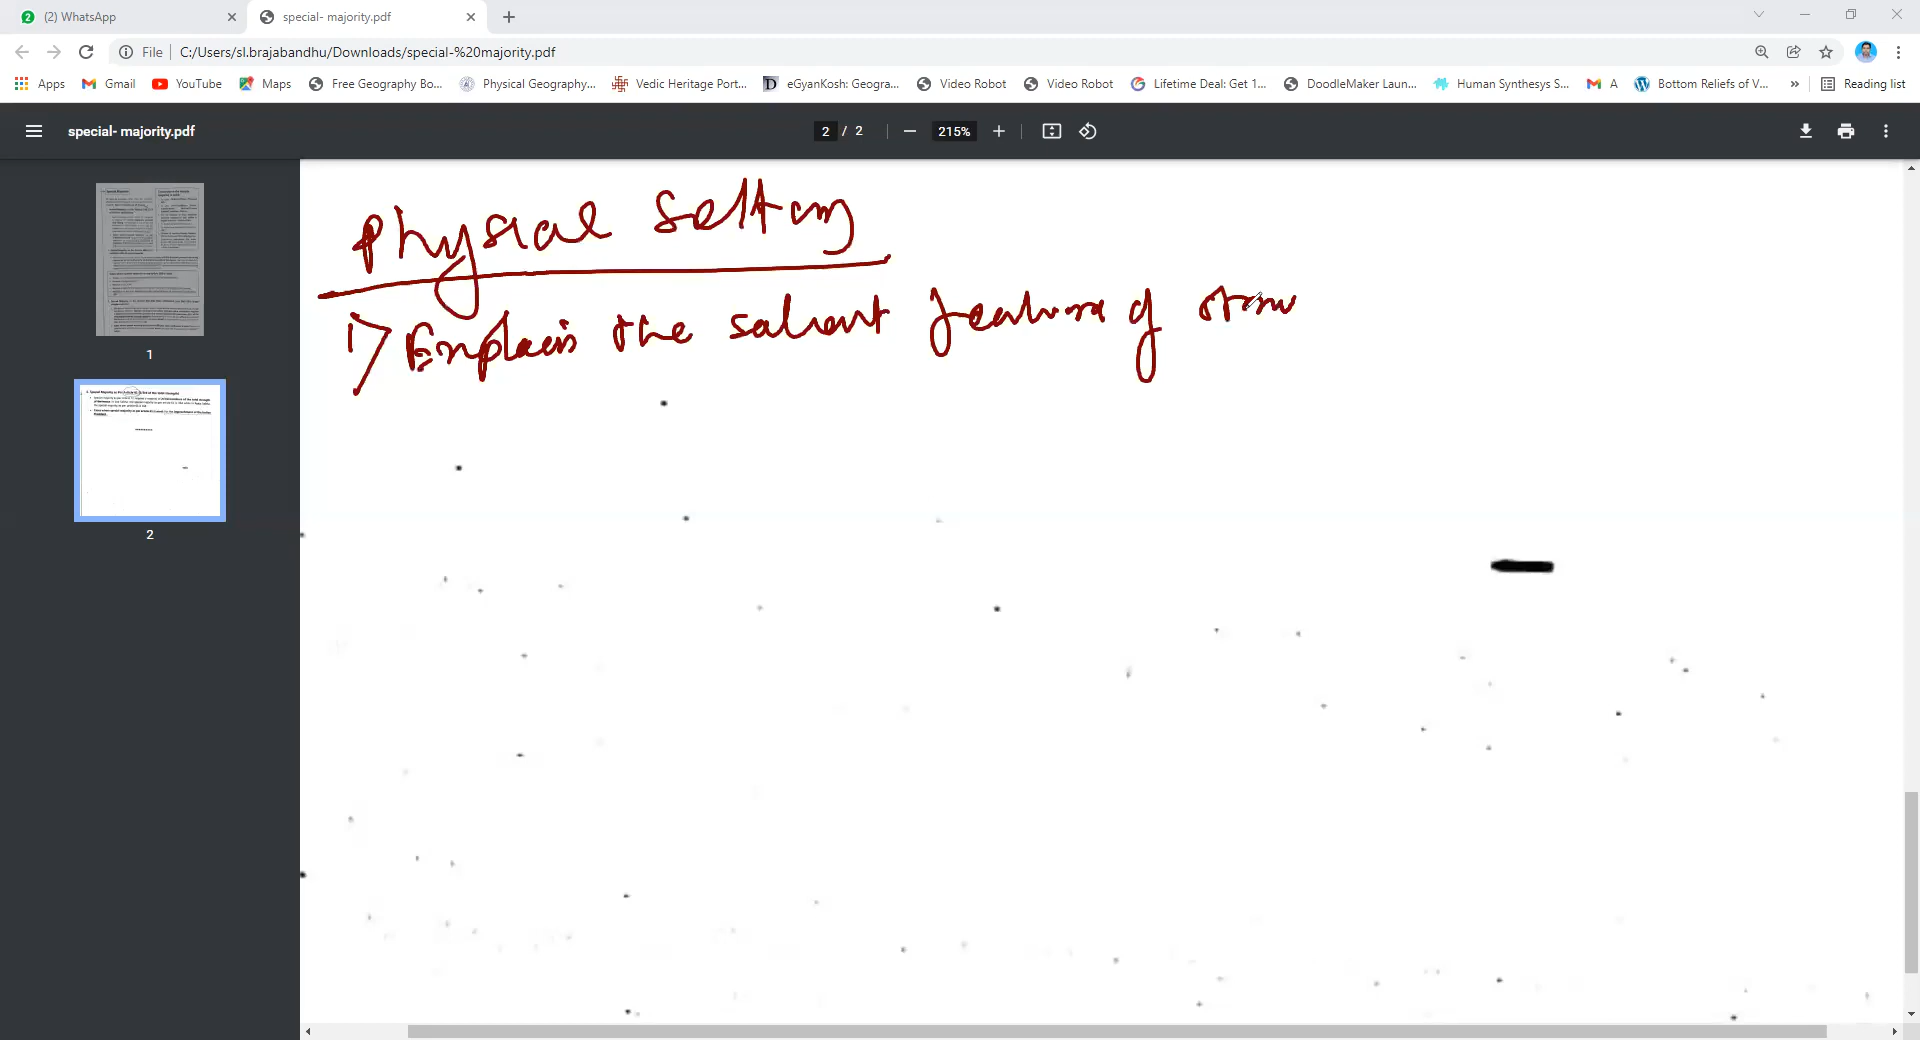 (2) WhatsApp
special- majority.pdf
File
C:/Users/sl.brajabandhu/Downloads/special-%20majority.pdf
Apps
Gmail
YouTube
Maps
Free Geography Bo...
Physical Geography...
Vedic Heritage Port...
eGyanKosh: Geogra...
Video Robot
Video Robot
Lifetime Deal: Get 1...
DoodleMaker Laun...
Human Synthesys S...
A
Bottom Reliefs of V...
»
Reading list
special- majority.pdf
2 / 2
215%
Physical Setting
1) Explain the salient features of
1
2